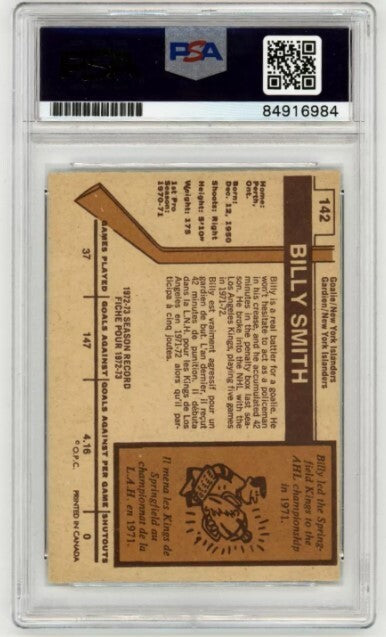 PSA
84916984
142
BILLY SMITH
Goalie/New York Islanders
Gardien/New York Islanders
Home:
Perth,
Ont.
Born:
Dec. 12, 1950
Shoots: Right
Height: 5'10"
Weight: 175
1st Pro
Season:
1970-71
Billy is a real battler for a goalie. He
won't hesitate to act as a policeman
in his crease, and he accumulated 42
minutes in the penalty box last sea-
son. He broke into the NHL with the
Los Angeles Kings, playing five games
in 1971-72.
Billy est vraiment agressif pour un
gardien de but. L'an dernier, il reçut
42 minutes de punition. Il débuta
dans la L.N.H. pour les Kings de Los
Angeles en 1971-72 alors qu'il par-
ticipa à cinq joutes.
Billy led the Spring-
field Kings to the
AHL championship
in 1971.
Il mena les Kings de
Springfield au
championnat de la
L.A.H. en 1971.
1972-73 SEASON RECORD
FICHE POUR 1972-73
GAMES PLAYED GOALS AGAINST GOALS AGAINST PER GAME SHUTOUTS
37 147 4.16 0
© O.P.C. PRINTED IN CANADA